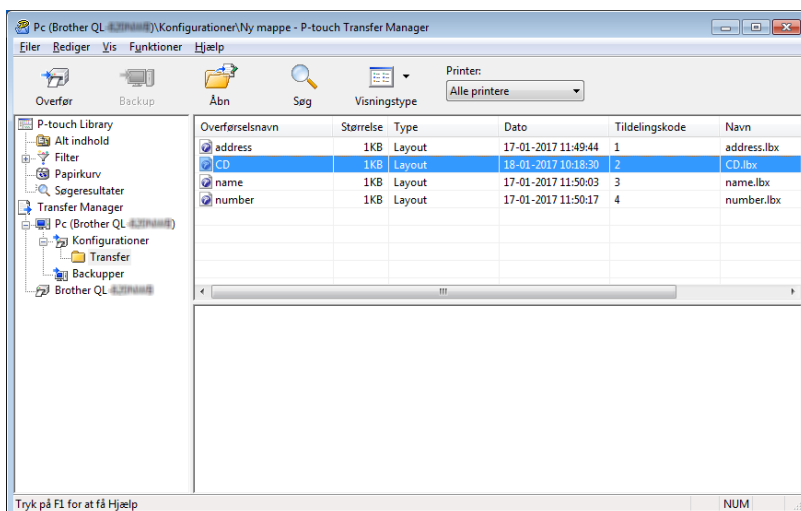 Pc (Brother QL-        )\Konfigurationer\Ny mappe - P-touch Transfer Manager
Filer Rediger Vis Funktioner Hjælp
Overfør Backup Åbn Søg Visningstype
Printer:
Alle printere
P-touch Library
Alt indhold
Filter
Papirkurv
Søgeresultater
Transfer Manager
Pc (Brother QL-        )
Konfigurationer
Transfer
Backupper
Brother QL-
Overførselsnavn Størrelse Type Dato Tildelingskode Navn
address 1KB Layout 17-01-2017 11:49:44 1 address.lbx
CD 1KB Layout 18-01-2017 10:18:30 2 CD.lbx
name 1KB Layout 17-01-2017 11:50:03 3 name.lbx
number 1KB Layout 17-01-2017 11:50:17 4 number.lbx
Tryk på F1 for at få Hjælp NUM